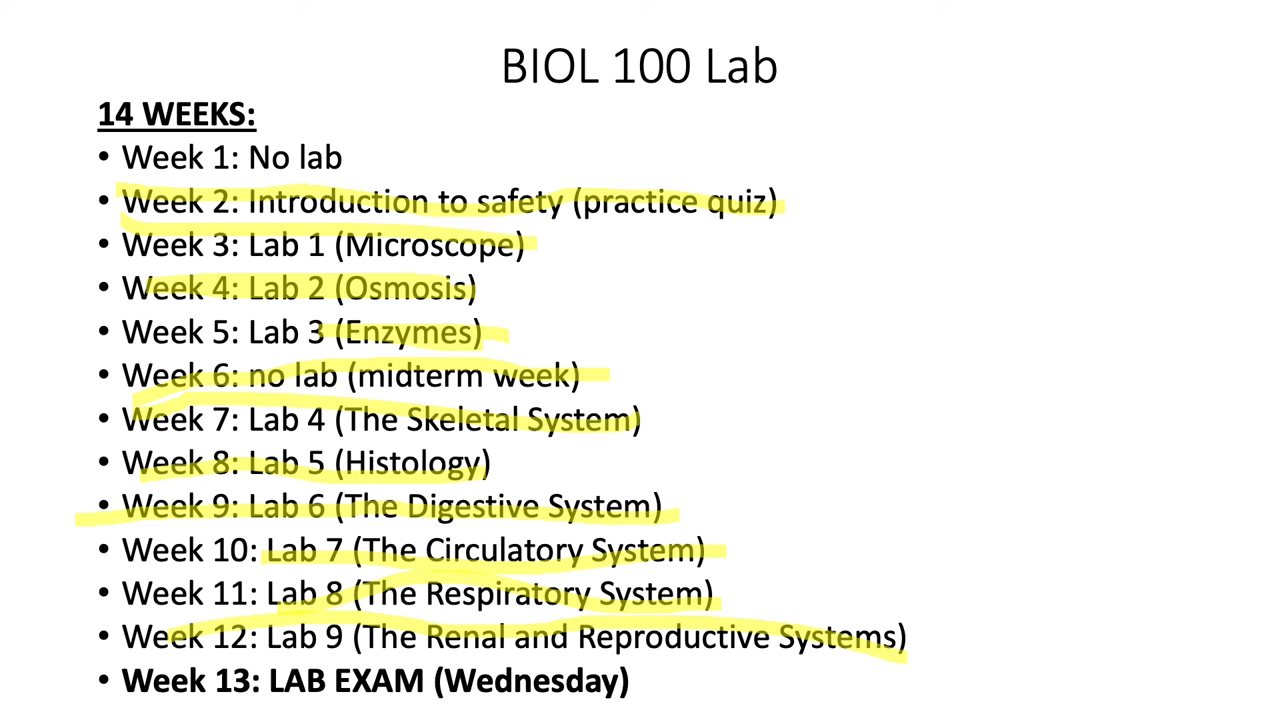 BIOL 100 Lab
14 WEEKS:
• Week 1: No lab
• Week 2: Introduction to safety (practice quiz)
• Week 3: Lab 1 (Microscope)
• Week 4: Lab 2 (Osmosis)
• Week 5: Lab 3 (Enzymes)
• Week 6: no lab (midterm week)
• Week 7: Lab 4 (The Skeletal System)
• Week 8: Lab 5 (Histology)
• Week 9: Lab 6 (The Digestive System)
• Week 10: Lab 7 (The Circulatory System)
• Week 11: Lab 8 (The Respiratory System)
• Week 12: Lab 9 (The Renal and Reproductive Systems)
• Week 13: LAB EXAM (Wednesday)